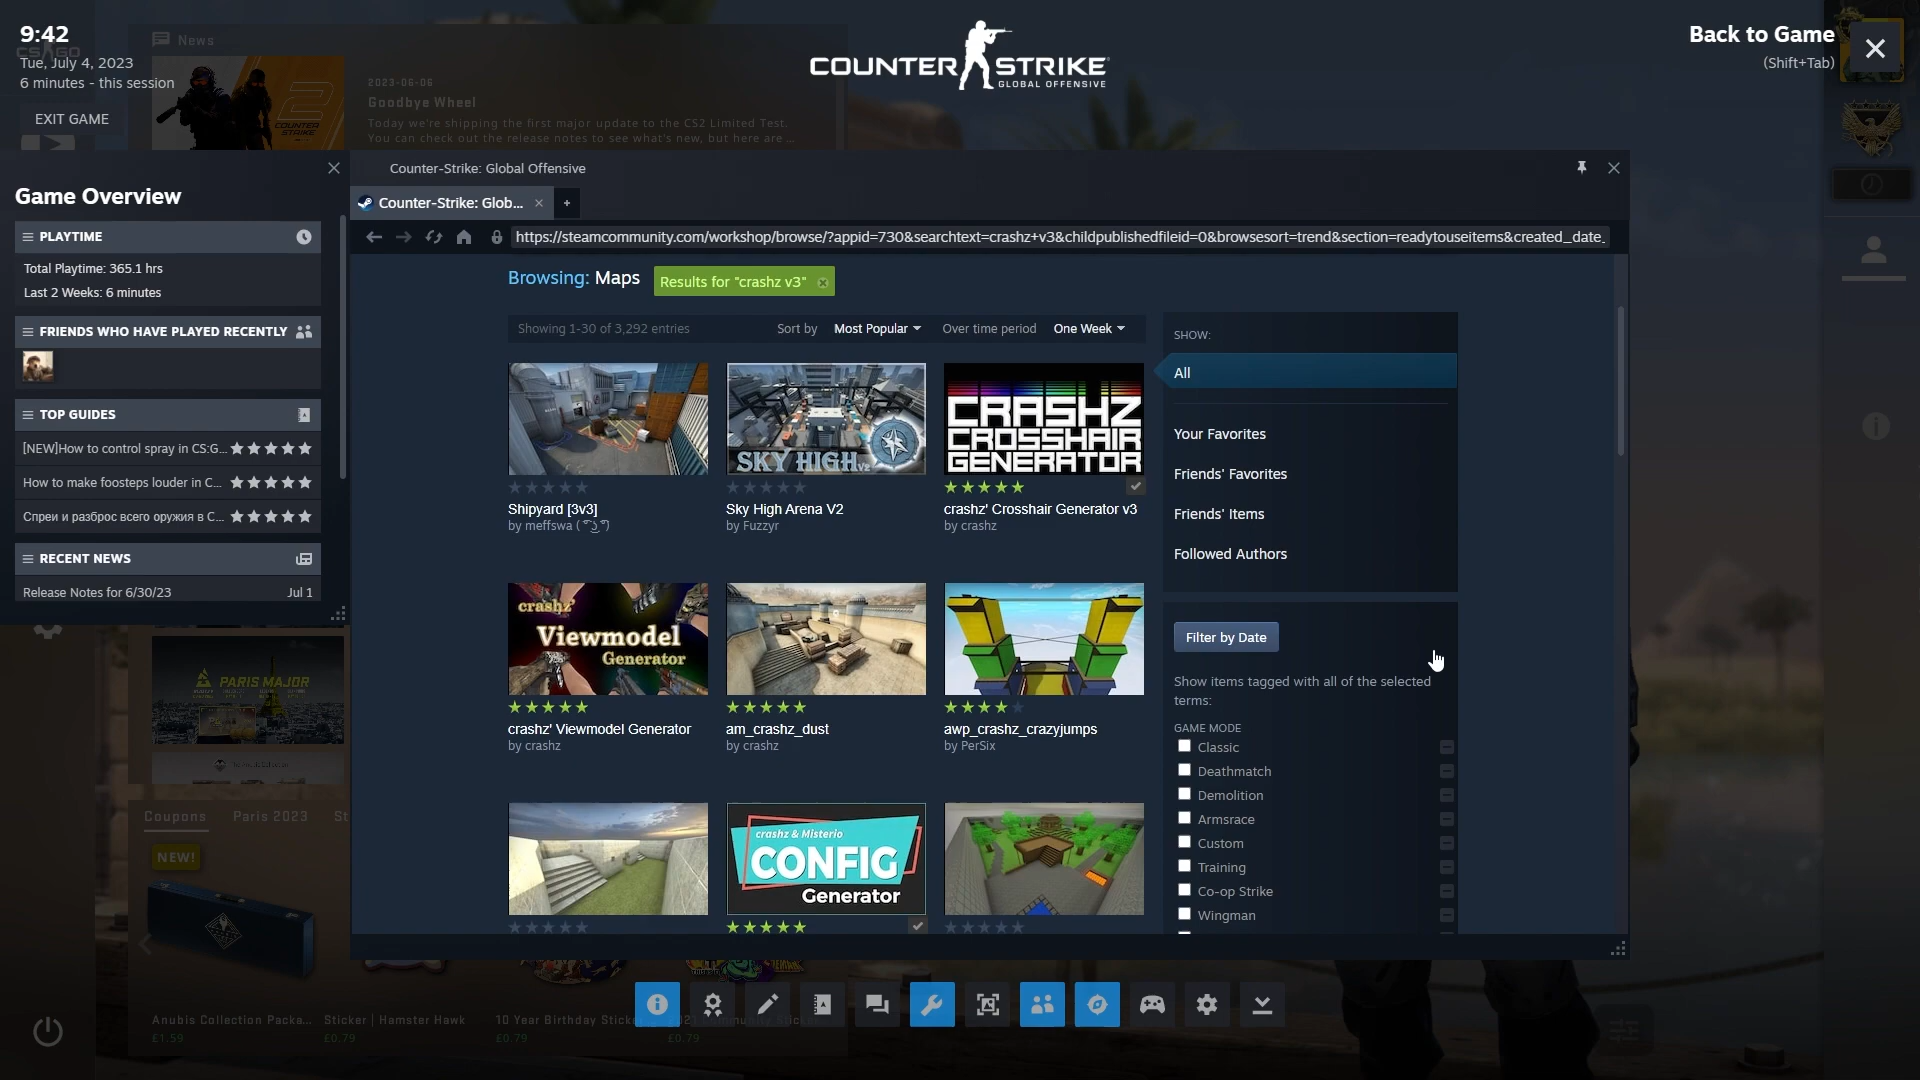 9:42
Tue, July 4, 2023
6 minutes - this session
EXIT GAME
News
2023-06-06
Goodbye Wheel
Today we're shipping the first major update to the CS2 Limited Test.
You can check out the release notes to see what's new, but here are ...
COUNTER STRIKE
GLOBAL OFFENSIVE
Back to Game
(Shift+Tab)
Game Overview
PLAYTIME
Total Playtime: 365.1 hrs
Last 2 Weeks: 6 minutes
FRIENDS WHO HAVE PLAYED RECENTLY
TOP GUIDES
[NEW]How to control spray in CS:G...
How to make foosteps louder in C...
Спреи и разброс всего оружия в С...
RECENT NEWS
Release Notes for 6/30/23
Jul 1
Counter-Strike: Global Offensive
Counter-Strike: Glob...
https://steamcommunity.com/workshop/browse/?appid=730&searchtext=crashz+v3&childpublishedfileid=0&browsesort=trend&section=readytouseitems&created_date_
Browsing: Maps
Results for "crashz v3"
Showing 1-30 of 3,292 entries
Sort by
Most Popular
Over time period
One Week
SKY HIGH V2
CRASHZ
CROSSHAIR
GENERATOR
Shipyard [3v3]
by meffswa ( ͡° ͜ʖ ͡°)
Sky High Arena V2
by Fuzzyr
crashz' Crosshair Generator v3
by crashz
crashz'
Viewmodel
Generator
crashz' Viewmodel Generator
by crashz
am_crashz_dust
by crashz
awp_crashz_crazyjumps
by PerSix
crashz & Misterio
CONFIG
Generator
SHOW:
All
Your Favorites
Friends' Favorites
Friends' Items
Followed Authors
Filter by Date
Show items tagged with all of the selected
terms:
GAME MODE
Classic
Deathmatch
Demolition
Armsrace
Custom
Training
Co-op Strike
Wingman
PARIS MAJOR
Coupons
Paris 2023
St
NEW!
Anubis Collection Packa...
£1.59
Sticker | Hamster Hawk
£0.79
10 Year Birthday Sticke
£0.79
£0.79